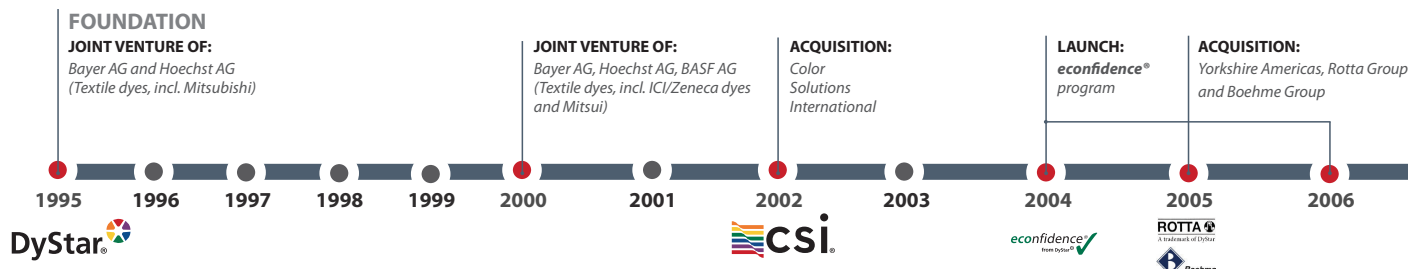 FOUNDATION
JOINT VENTURE OF:
Bayer AG and Hoechst AG
(Textile dyes, incl. Mitsubishi)
JOINT VENTURE OF:
Bayer AG, Hoechst AG, BASF AG
(Textile dyes, incl. ICI/Zeneca dyes
and Mitsui)
ACQUISITION:
Color
Solutions
International
LAUNCH:
econfidence®
program
ACQUISITION:
Yorkshire Americas, Rotta Group
and Boehme Group
1995
1996
1997
1998
1999
2000
2001
2002
2003
2004
2005
2006
DyStar®
CSi®
econfidence®
from DyStar®
ROTTA
A trademark of DyStar
Boehme